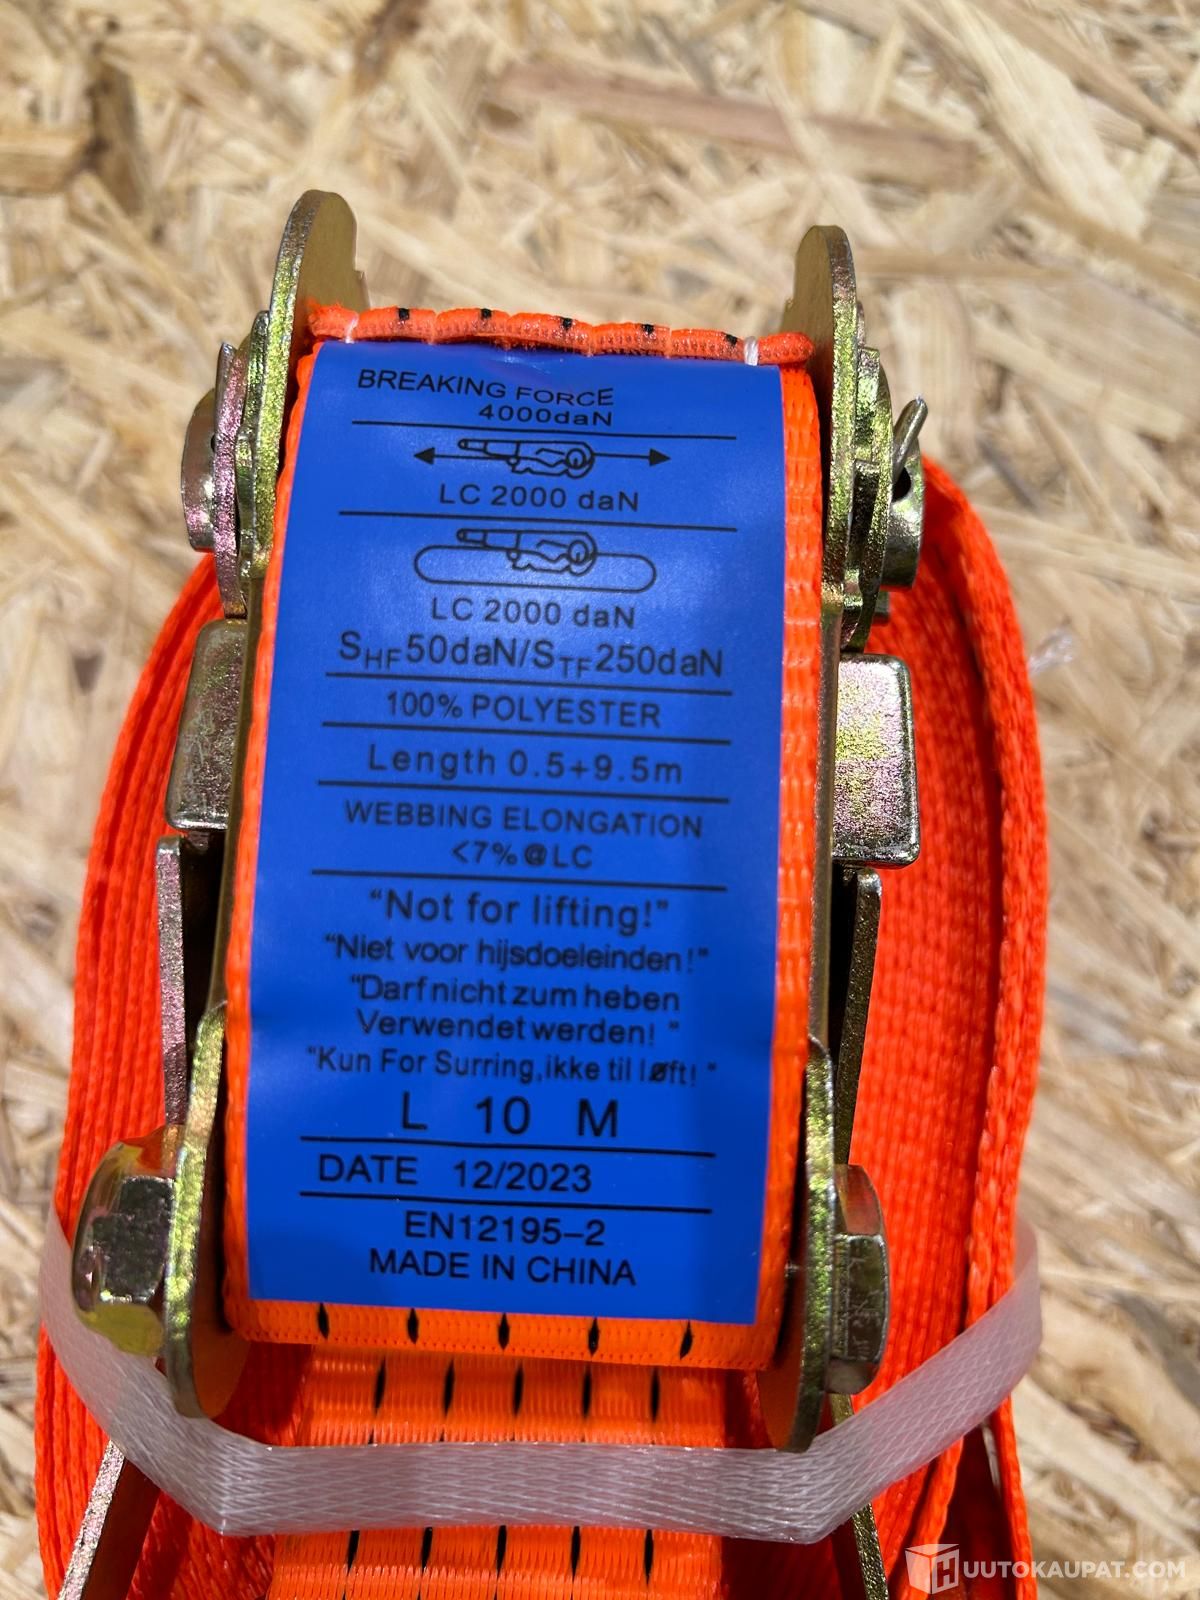 BREAKING FORCE
4000daN
LC 2000 daN
LC 2000 daN
SHF50daN/STF250daN
100% POLYESTER
Length 0.5+9.5m
WEBBING ELONGATION
<7%@LC
“Not for lifting!”
“Niet voor hijsdoeleinden!”
“Darf nicht zum heben
Verwendet werden! ”
“Kun For Surring,ikke til løft! ”
L 10 M
DATE 12/2023
EN12195–2
MADE IN CHINA
HUUTOKAUPAT.COM